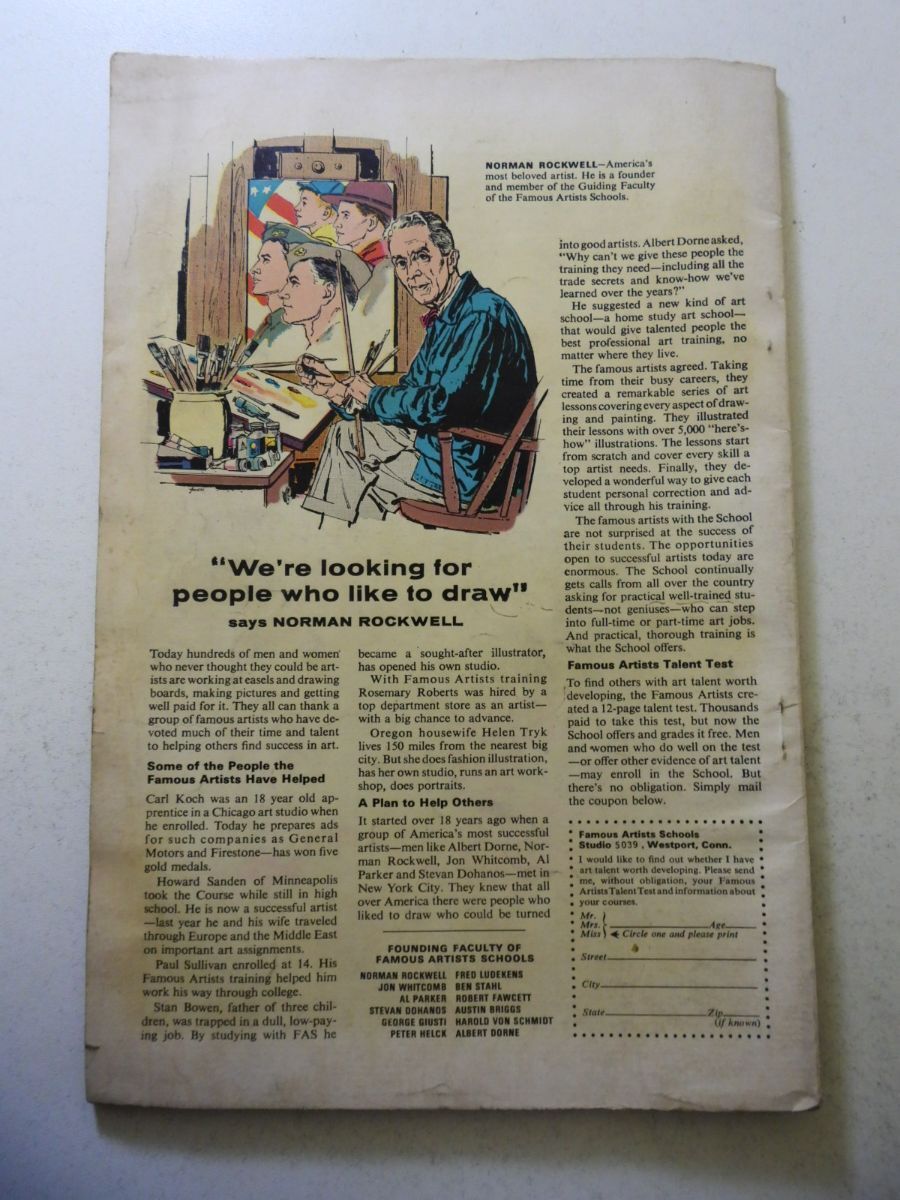 NORMAN ROCKWELL—America's
most beloved artist. He is a founder
and member of the Guiding Faculty
of the Famous Artists Schools.
"We're looking for
people who like to draw"
says NORMAN ROCKWELL
Today hundreds of men and women
who never thought they could be art-
ists are working at easels and drawing
boards, making pictures and getting
well paid for it. They all can thank a
group of famous artists who have de-
voted much of their time and talent
to helping others find success in art.
Some of the People the
Famous Artists Have Helped
Carl Koch was an 18 year old ap-
prentice in a Chicago art studio when
he enrolled. Today he prepares ads
for such companies as General
Motors and Firestone—has won five
gold medals.
Howard Sanden of Minneapolis
took the Course while still in high
school. He is now a successful artist
—last year he and his wife traveled
through Europe and the Middle East
on important art assignments.
Paul Sullivan enrolled at 14. His
Famous Artists training helped him
work his way through college.
Stan Bowen, father of three chil-
dren, was trapped in a dull, low-pay-
ing job. By studying with FAS he
became a sought-after illustrator,
has opened his own studio.
With Famous Artists training
Rosemary Roberts was hired by a
top department store as an artist—
with a big chance to advance.
Oregon housewife Helen Tryk
lives 150 miles from the nearest big
city. But she does fashion illustration,
has her own studio, runs an art work-
shop, does portraits.
A Plan to Help Others
It started over 18 years ago when a
group of America's most successful
artists—men like Albert Dorne, Nor-
man Rockwell, Jon Whitcomb, Al
Parker and Stevan Dohanos—met in
New York City. They knew that all
over America there were people who
liked to draw who could be turned
FOUNDING FACULTY OF
FAMOUS ARTISTS SCHOOLS
NORMAN ROCKWELL FRED LUDEKENS
JON WHITCOMB BEN STAHL
AL PARKER ROBERT FAWCETT
STEVAN DOHANOS AUSTIN BRIGGS
GEORGE GIUSTI HAROLD VON SCHMIDT
PETER HELCK ALBERT DORNE
into good artists. Albert Dorne asked,
"Why can't we give these people the
training they need—including all the
trade secrets and know-how we've
learned over the years?"
He suggested a new kind of art
school—a home study art school—
that would give talented people the
best professional art training, no
matter where they live.
The famous artists agreed. Taking
time from their busy careers, they
created a remarkable series of art
lessons covering every aspect of draw-
ing and painting. They illustrated
their lessons with over 5,000 "here's-
how" illustrations. The lessons start
from scratch and cover every skill a
top artist needs. Finally, they de-
veloped a wonderful way to give each
student personal correction and ad-
vice all through his training.
The famous artists with the School
are not surprised at the success of
their students. The opportunities
open to successful artists today are
enormous. The School continually
gets calls from all over the country
asking for practical well-trained stu-
dents—not geniuses—who can step
into full-time or part-time art jobs.
And practical, thorough training is
what the School offers.
Famous Artists Talent Test
To find others with art talent worth
developing, the Famous Artists cre-
ated a 12-page talent test. Thousands
paid to take this test, but now the
School offers and grades it free. Men
and women who do well on the test
—or offer other evidence of art talent
—may enroll in the School. But
there's no obligation. Simply mail
the coupon below.
Famous Artists Schools
Studio 5039, Westport, Conn.
I would like to find out whether I have
art talent worth developing. Please send
me, without obligation, your Famous
Artists Talent Test and information about
your courses.
Mr.
Mrs. Age
Miss Circle one and please print
Street
City
State Zip
(if known)